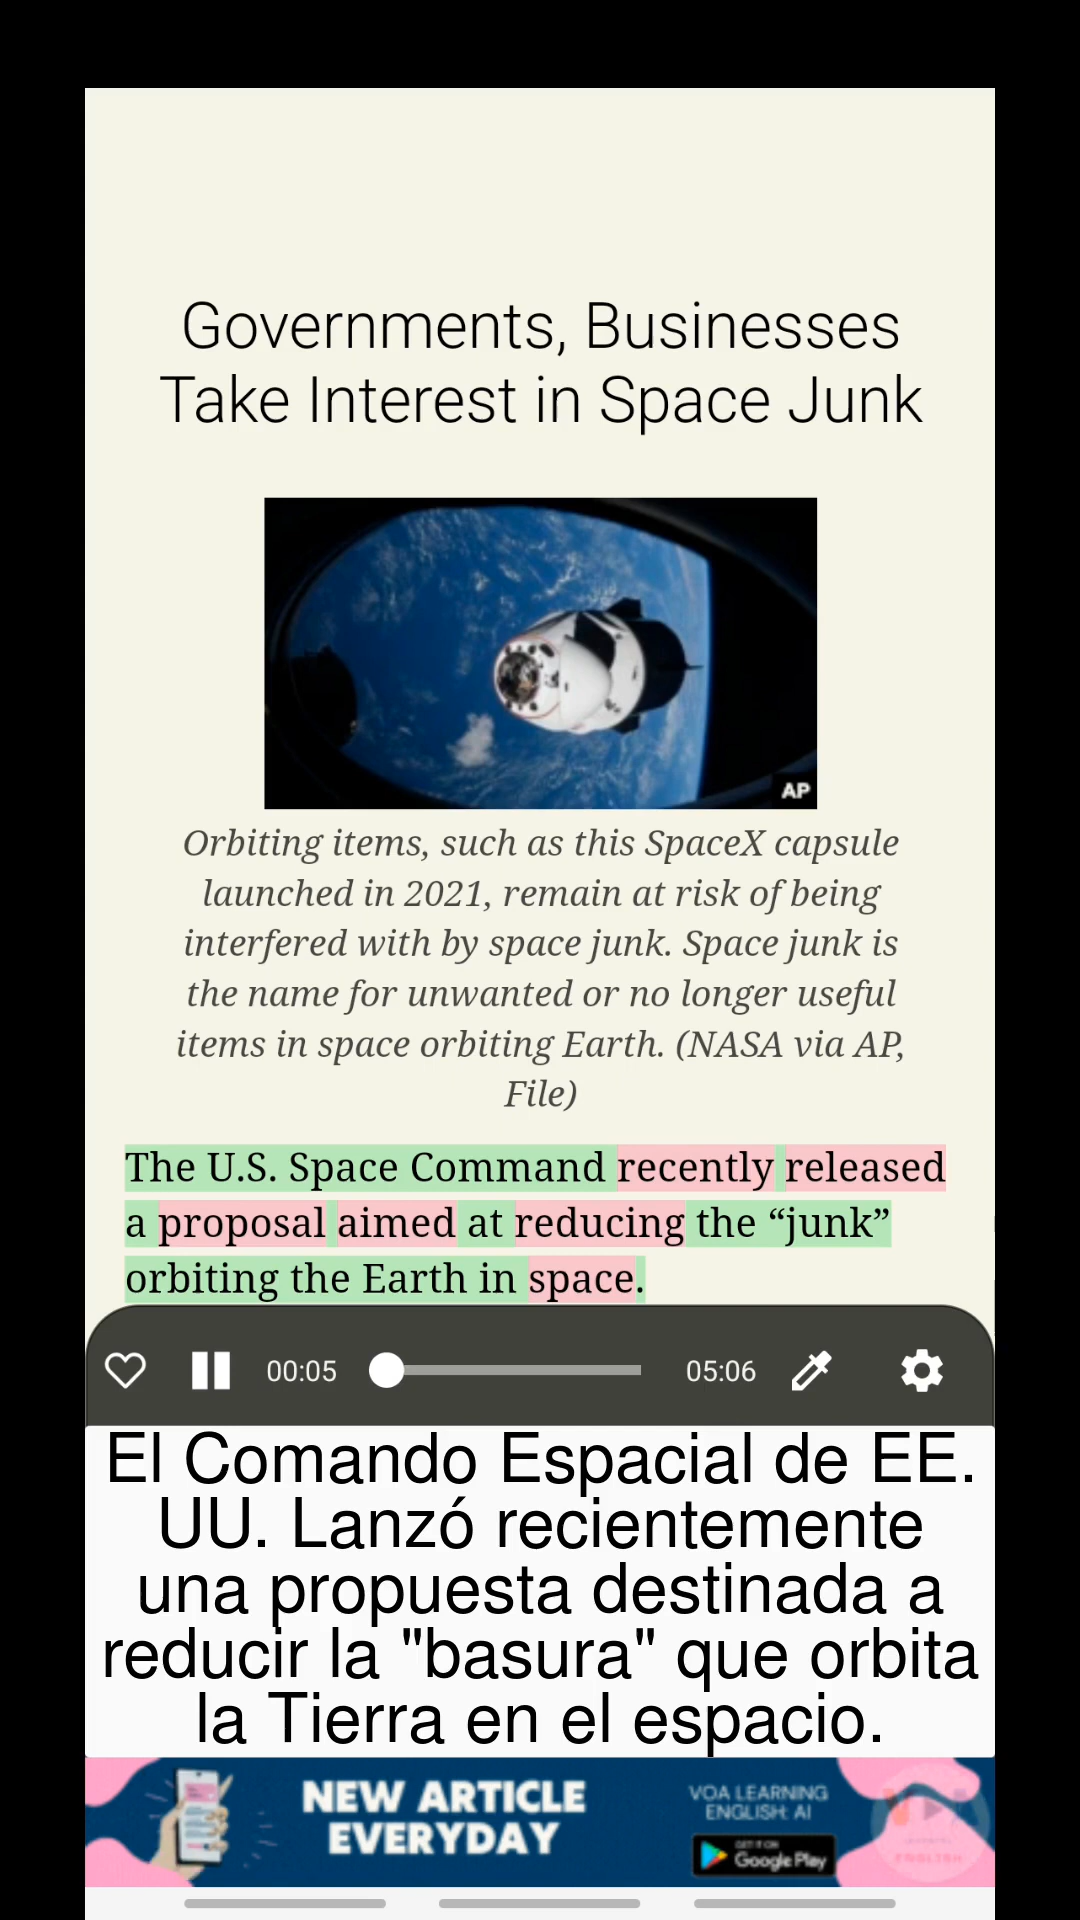 Governments, Businesses
Take Interest in Space Junk
AP
Orbiting items, such as this SpaceX capsule
launched in 2021, remain at risk of being
interfered with by space junk. Space junk is
the name for unwanted or no longer useful
items in space orbiting Earth. (NASA via AP,
File)
The U.S. Space Command recently released
a proposal aimed at reducing the “junk”
orbiting the Earth in space.
00:05
05:06
El Comando Espacial de EE.
UU. Lanzó recientemente
una propuesta destinada a
reducir la "basura" que orbita
la Tierra en el espacio.
NEW ARTICLE
EVERYDAY
VOA LEARNING
ENGLISH: AI
GET IT ON
Google Play
ENGLISH